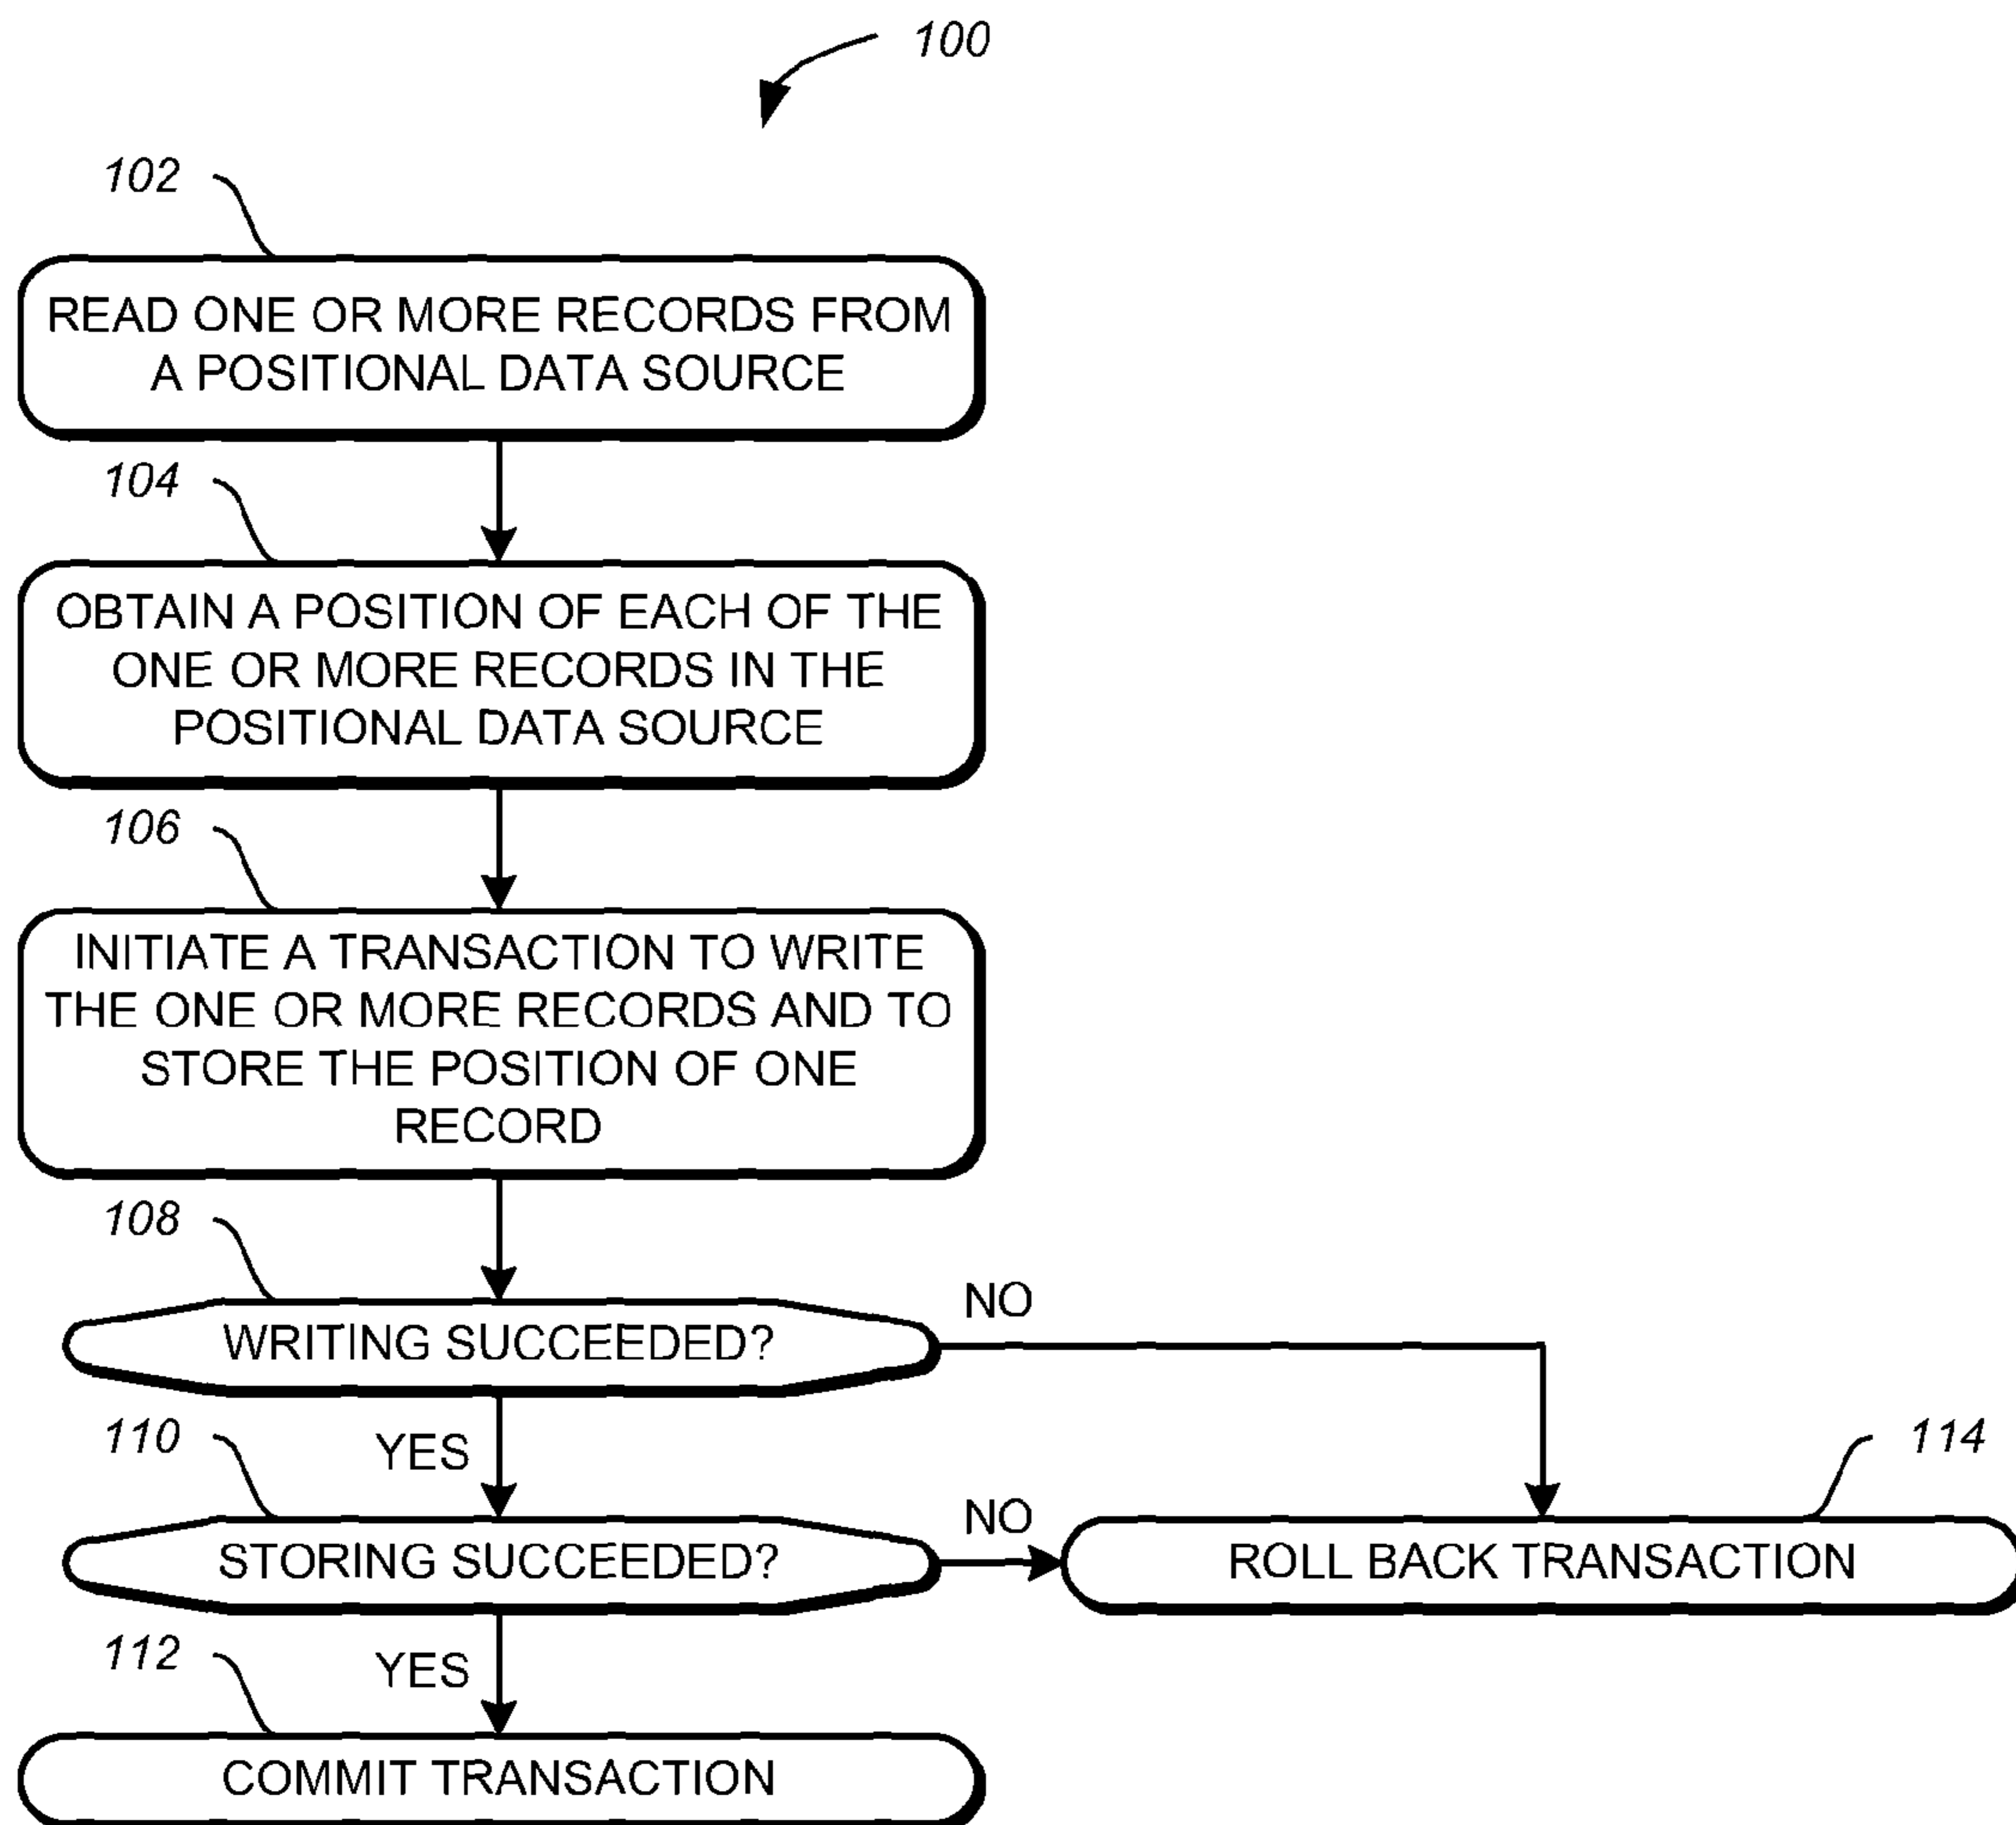 100
102
READ ONE OR MORE RECORDS FROM
A POSITIONAL DATA SOURCE
104
OBTAIN A POSITION OF EACH OF THE
ONE OR MORE RECORDS IN THE
POSITIONAL DATA SOURCE
106
INITIATE A TRANSACTION TO WRITE
THE ONE OR MORE RECORDS AND TO
STORE THE POSITION OF ONE
RECORD
108
NO
WRITING SUCCEEDED?
110
YES
114
NO
STORING SUCCEEDED?
ROLL BACK TRANSACTION
112
YES
COMMIT TRANSACTION